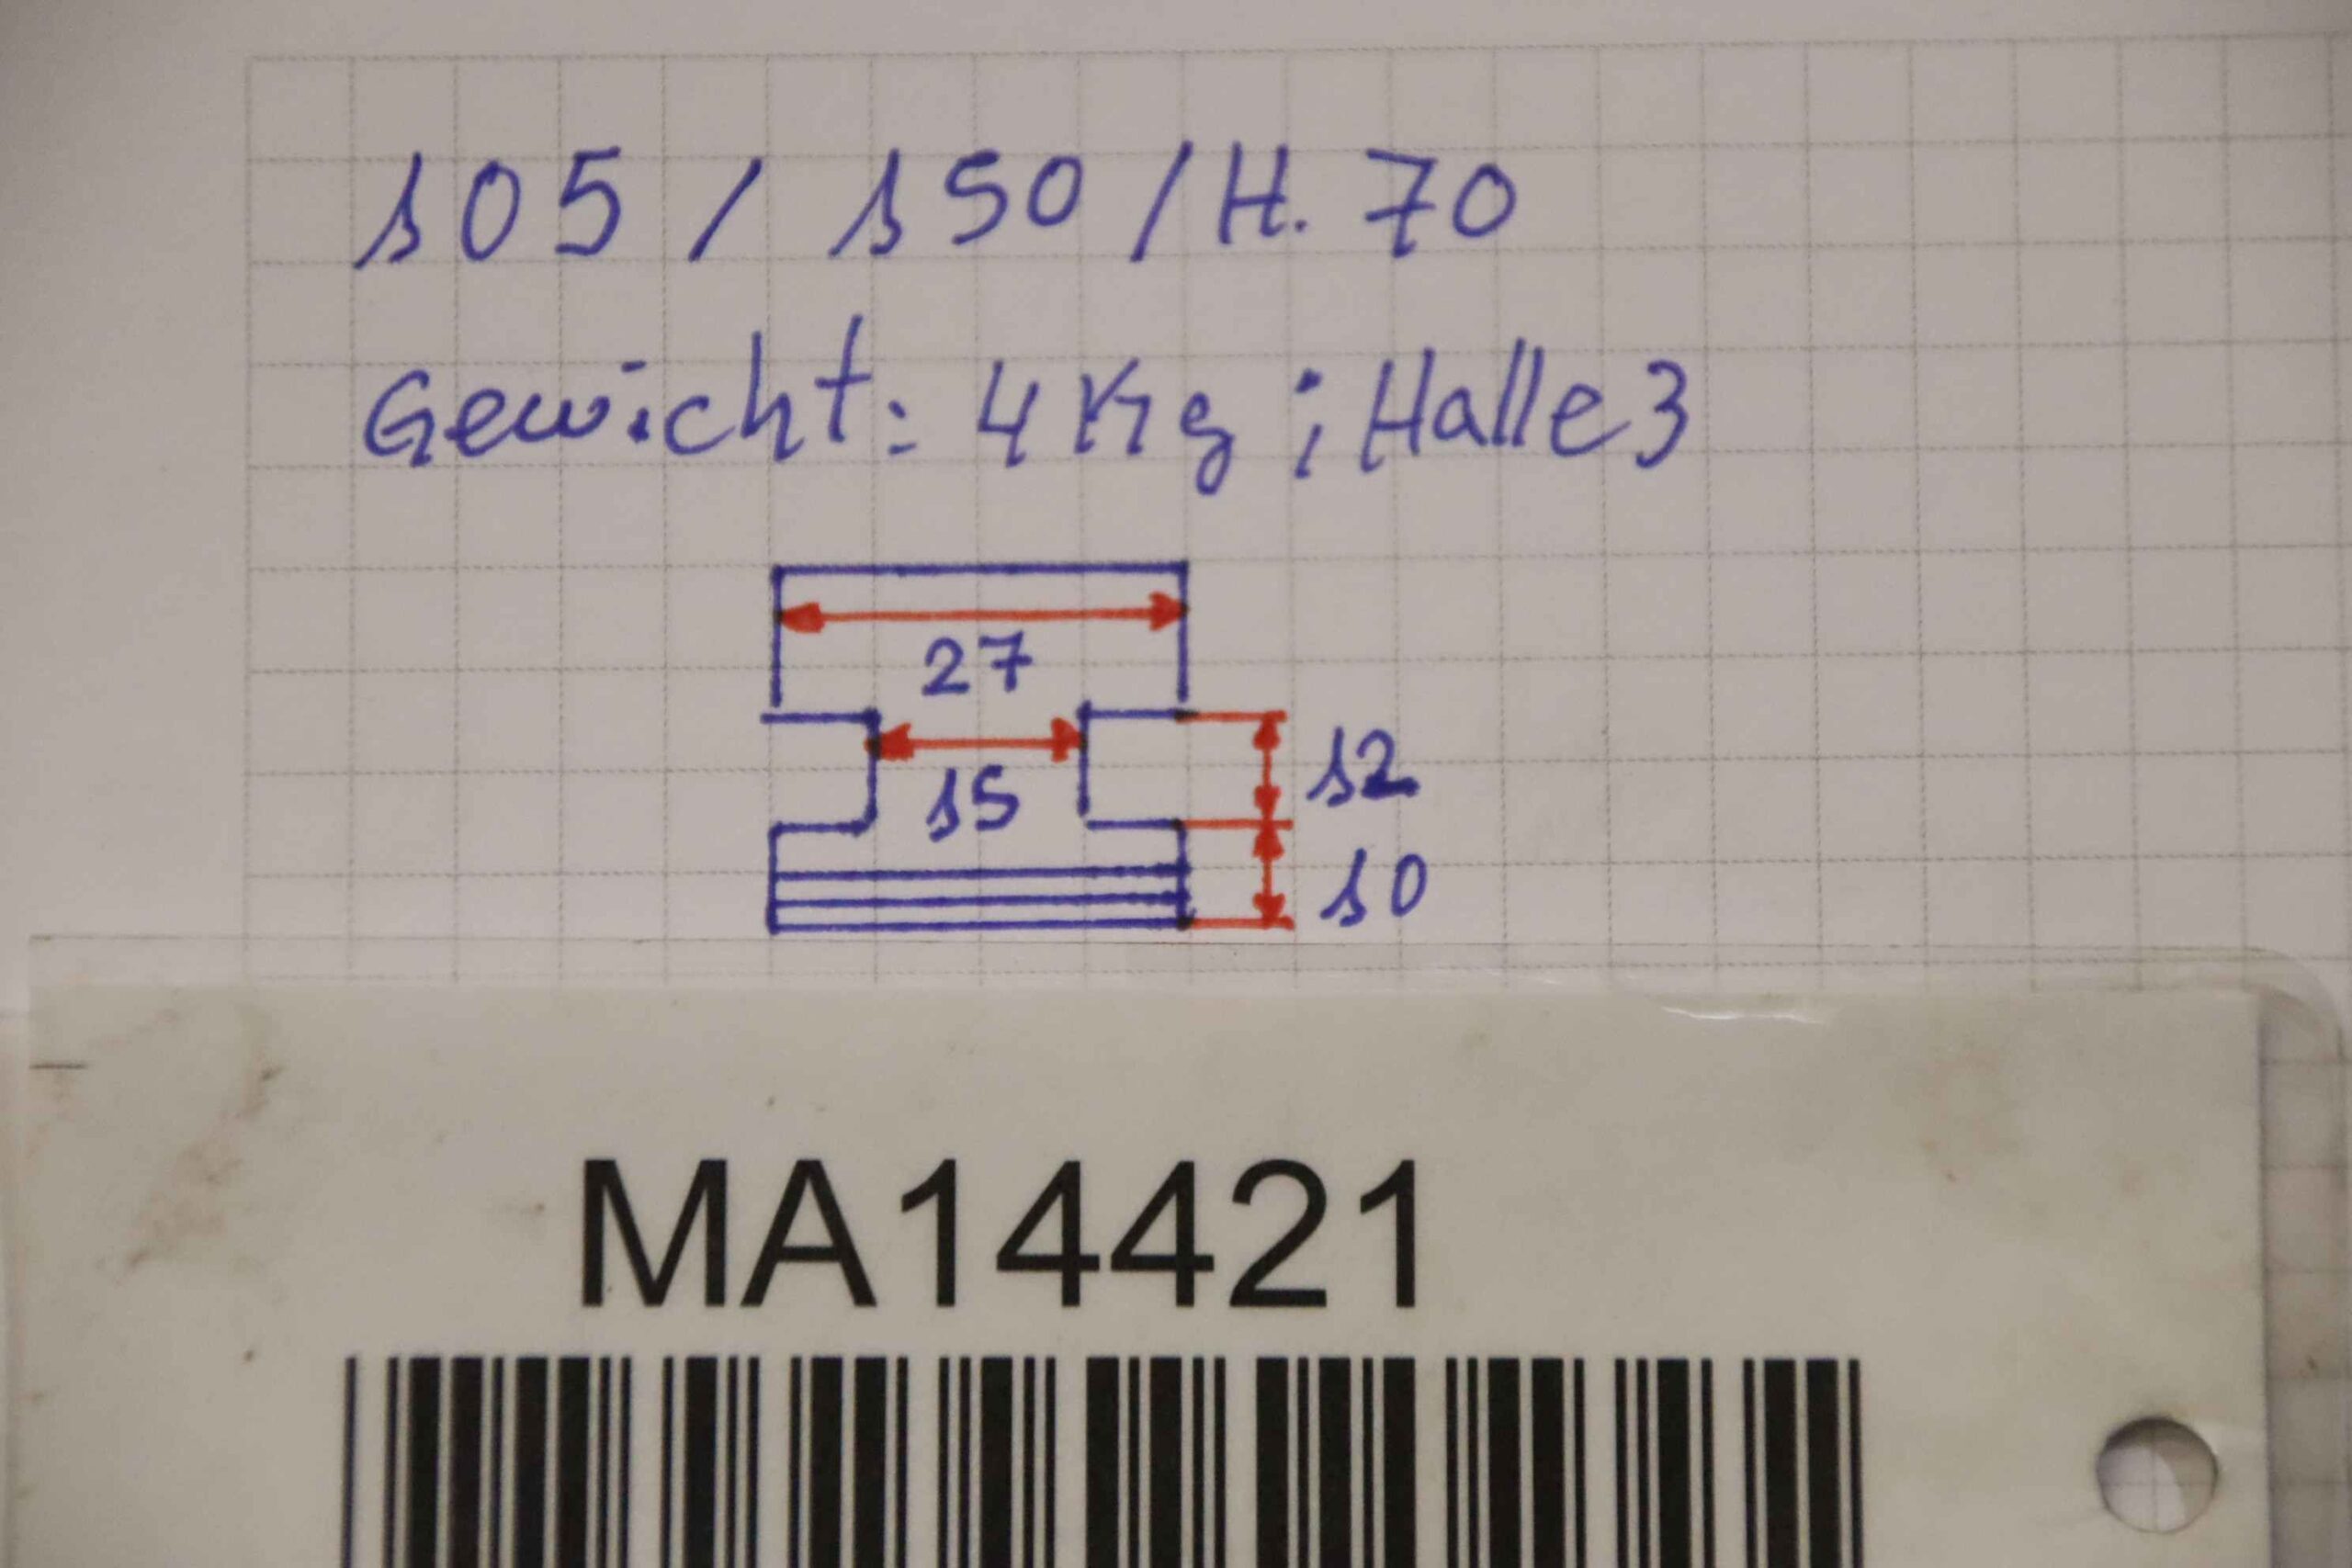 105 / 150 / H. 70
Gewicht: 4 Kg ; Halle 3
27
15
12
10
MA14421